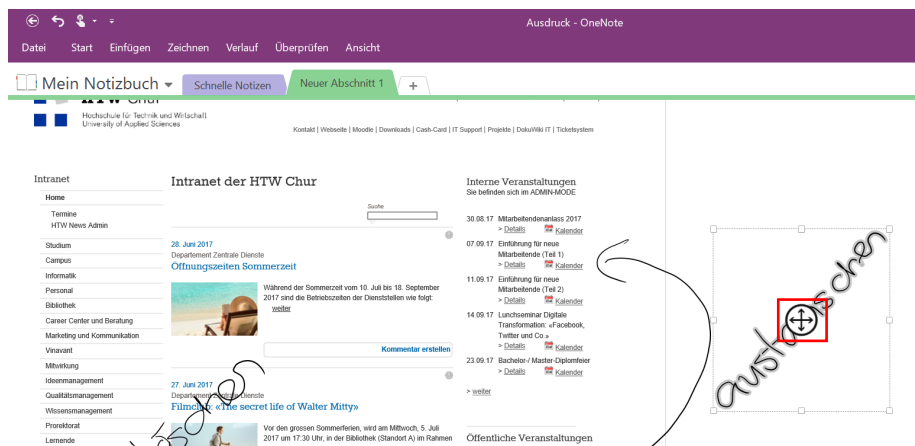 Ausdruck - OneNote
Datei Start Einfügen Zeichnen Verlauf Überprüfen Ansicht
Mein Notizbuch Schnelle Notizen Neuer Abschnitt 1 +
Hochschule für Technik und Wirtschaft
University of Applied Sciences
Kontakt | Webseite | Moodle | Downloads | Cash-Card | IT Support | Projekte | DokuWiki IT | Ticketsystem
Intranet
Home
Termine
HTW News Admin
Studium
Campus
Informatik
Personal
Bibliothek
Career Center und Beratung
Marketing und Kommunikation
Vinavant
Mitwirkung
Ideenmanagement
Qualitätsmanagement
Wissensmanagement
Prorektorat
Lernende
Intranet der HTW Chur
Suche
28. Juni 2017
Departement Zentrale Dienste
Öffnungszeiten Sommerzeit
Während der Sommerzeit vom 10. Juli bis 18. September
2017 sind die Betriebszeiten der Dienststellen wie folgt:
weiter
Kommentar erstellen
27. Juni 2017
Departement Zentrale Dienste
Filmclub: «The secret life of Walter Mitty»
Vor den grossen Sommerferien, wird am Mittwoch, 5. Juli
2017 um 17:30 Uhr, in der Bibliothek (Standort A) im Rahmen
Interne Veranstaltungen
Sie befinden sich im ADMIN-MODE
30.08.17 Mitarbeitendenanlass 2017
> Details Kalender
07.09.17 Einführung für neue
Mitarbeitende (Teil 1)
> Details Kalender
11.09.17 Einführung für neue
Mitarbeitende (Teil 2)
> Details Kalender
14.09.17 Lunchseminar Digitale
Transformation: «Facebook,
Twitter und Co.»
> Details Kalender
23.09.17 Bachelor-/ Master-Diplomfeier
> Details Kalender
> weiter
Öffentliche Veranstaltungen
austauschen